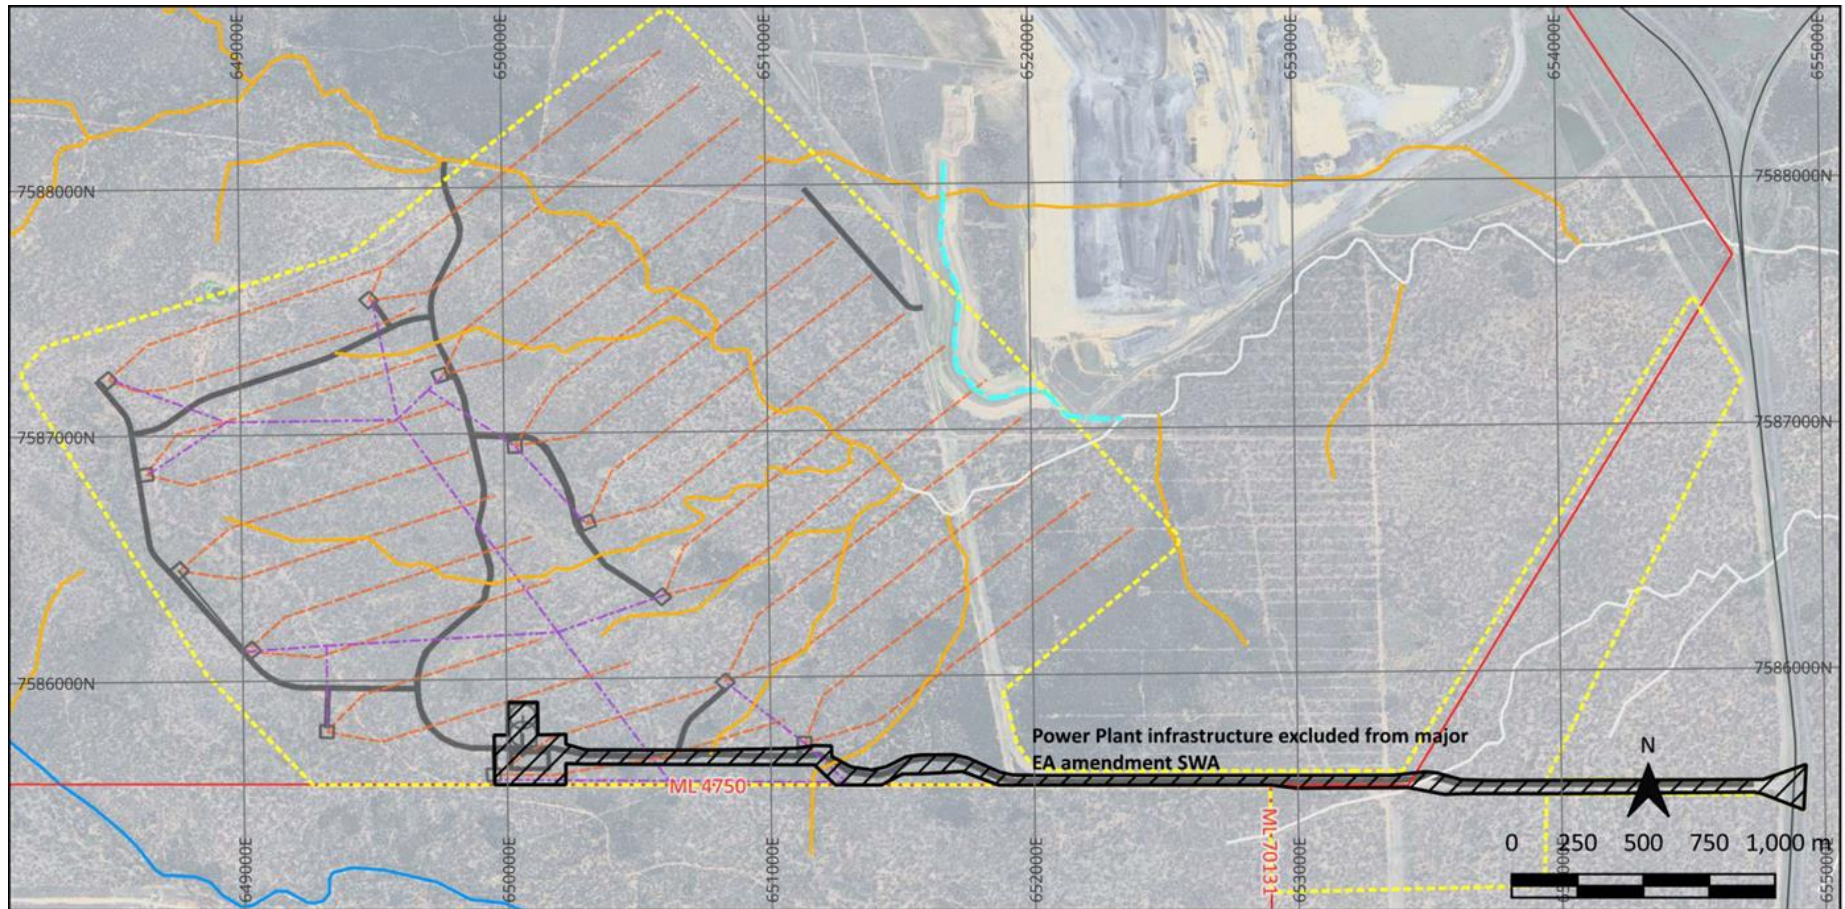 649000E
650000E
651000E
652000E
653000E
654000E
655000E
7588000N
7588000N
7587000N
7587000N
7586000N
7586000N
Power Plant infrastructure excluded from major
EA amendment SWA
N
ML 4750
ML 70131
0 250 500 750 1,000 m
649000E
650000E
651000E
652000E
653000E
655000E